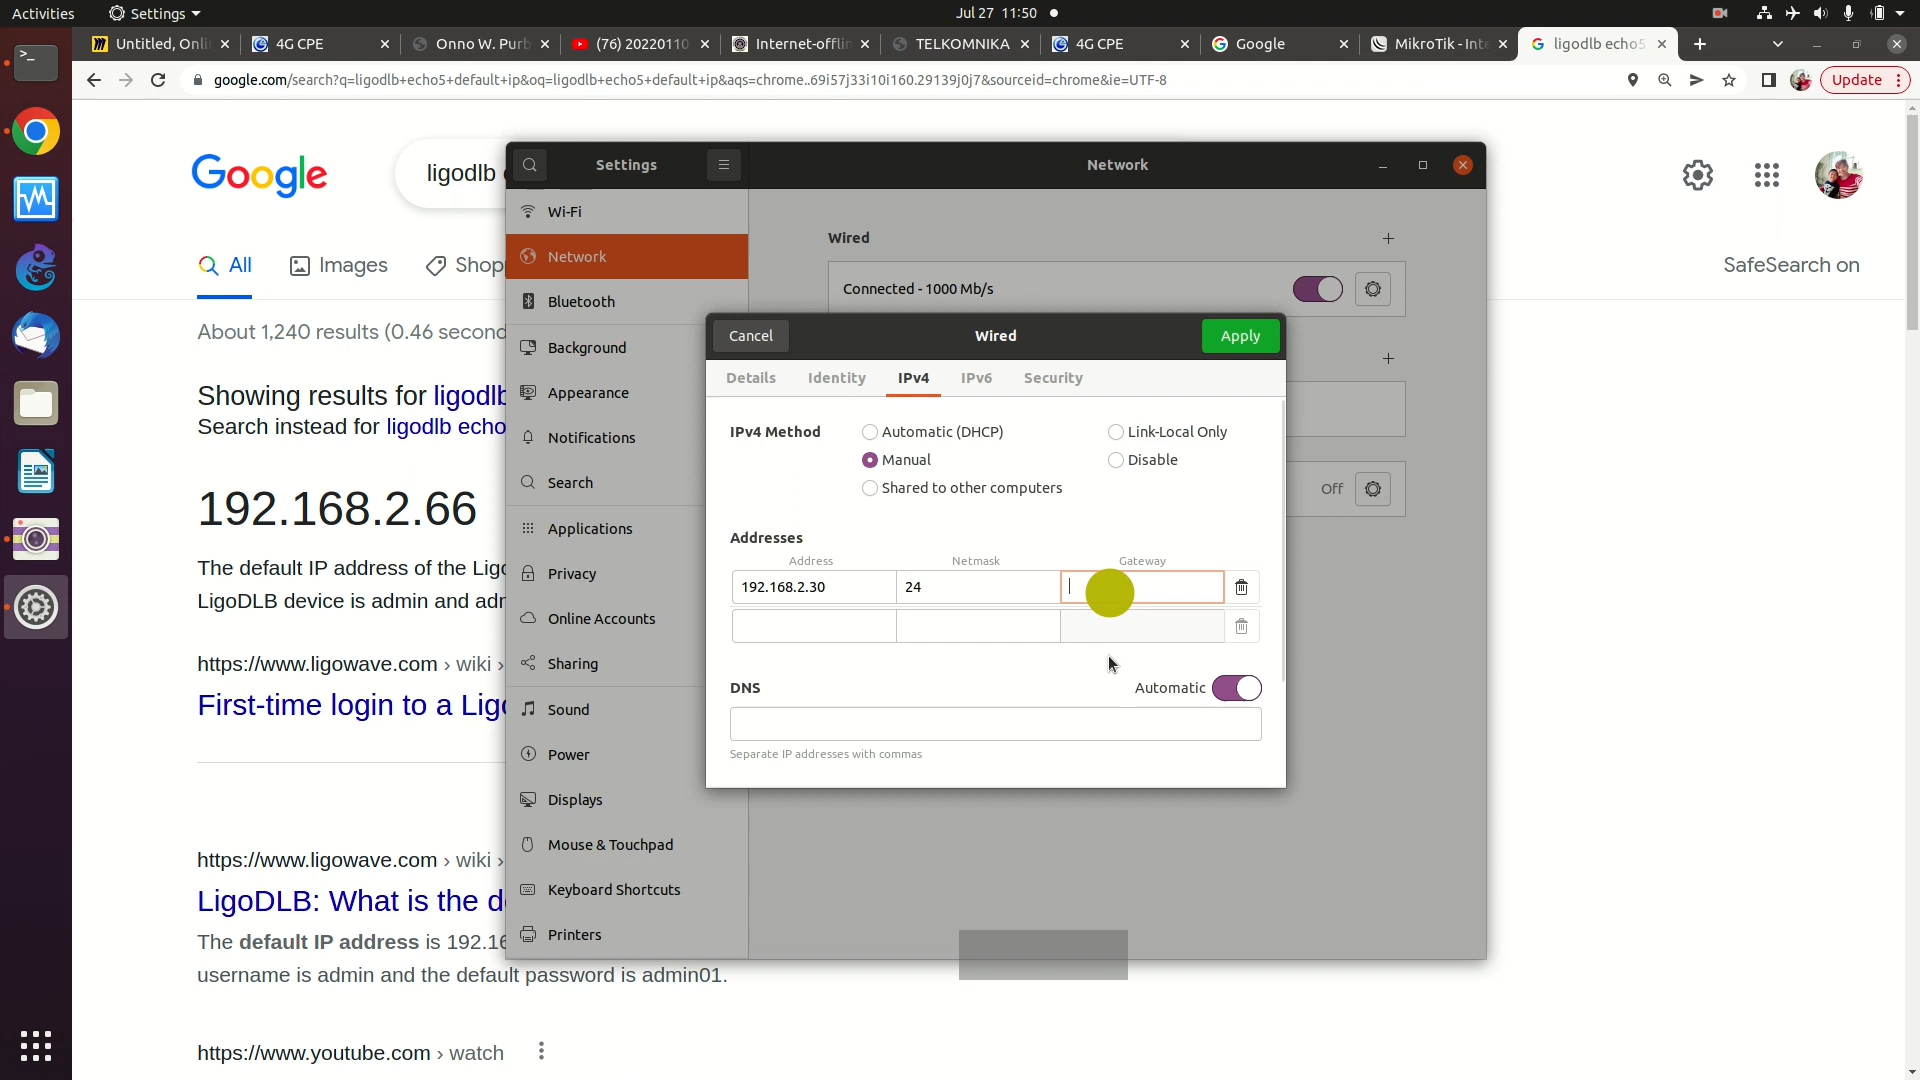 Activities
Settings
Jul 27 11:50
Untitled, Onli
4G CPE
Onno W. Purb
(76) 20220110
Internet-offlin
TELKOMNIKA
4G CPE
Google
MikroTik - Inte
ligodlb echo5
google.com/search?q=ligodlb+echo5+default+ip&oq=ligodlb+echo5+default+ip&aqs=chrome..69i57j33i10i160.29139j0j7&sourceid=chrome&ie=UTF-8
Update
Google
ligodlb
All
Images
Shop
SafeSearch on
About 1,240 results (0.46 second
Showing results for ligodlb
Search instead for ligodlb echo
192.168.2.66
The default IP address of the Lig
LigoDLB device is admin and adm
https://www.ligowave.com › wiki ›
First-time login to a Ligo
https://www.ligowave.com › wiki ›
LigoDLB: What is the d
The default IP address is 192.16
username is admin and the default password is admin01.
https://www.youtube.com › watch
Settings
Network
Wi-Fi
Network
Bluetooth
Background
Appearance
Notifications
Search
Applications
Privacy
Online Accounts
Sharing
Sound
Power
Displays
Mouse & Touchpad
Keyboard Shortcuts
Printers
Wired
Connected - 1000 Mb/s
Off
Cancel
Wired
Apply
Details
Identity
IPv4
IPv6
Security
IPv4 Method
Automatic (DHCP)
Link-Local Only
Manual
Disable
Shared to other computers
Addresses
Address
Netmask
Gateway
192.168.2.30
24
DNS
Automatic
Separate IP addresses with commas